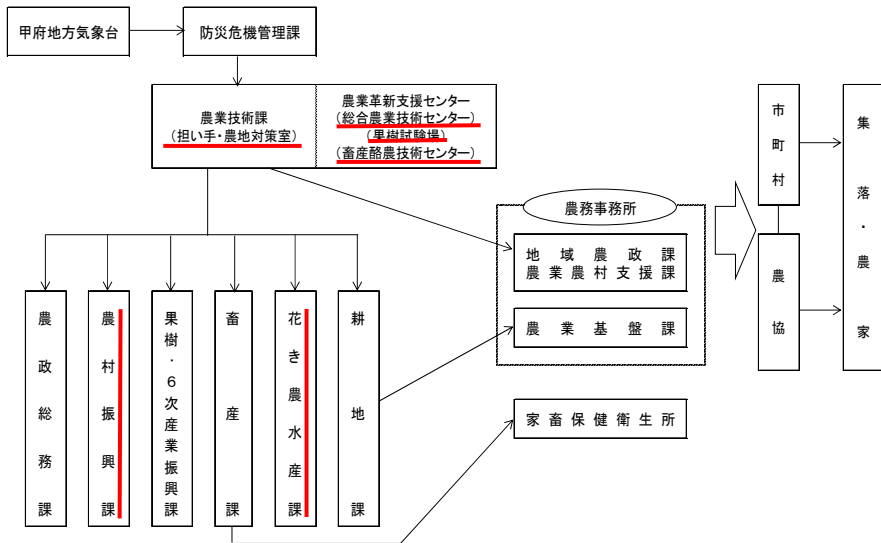 甲府地方気象台
防災危機管理課
農業技術課
（担い手・農地対策室）
農業革新支援センター
（総合農業技術センター）
（果樹試験場）
（畜産酪農技術センター）
農務事務所
地域農政課
農業農村支援課
農業基盤課
家畜保健衛生所
市町村
農協
集落・農家
農政総務課
農村振興課
果樹・６次産業振興課
畜産課
花き農水産課
耕地課